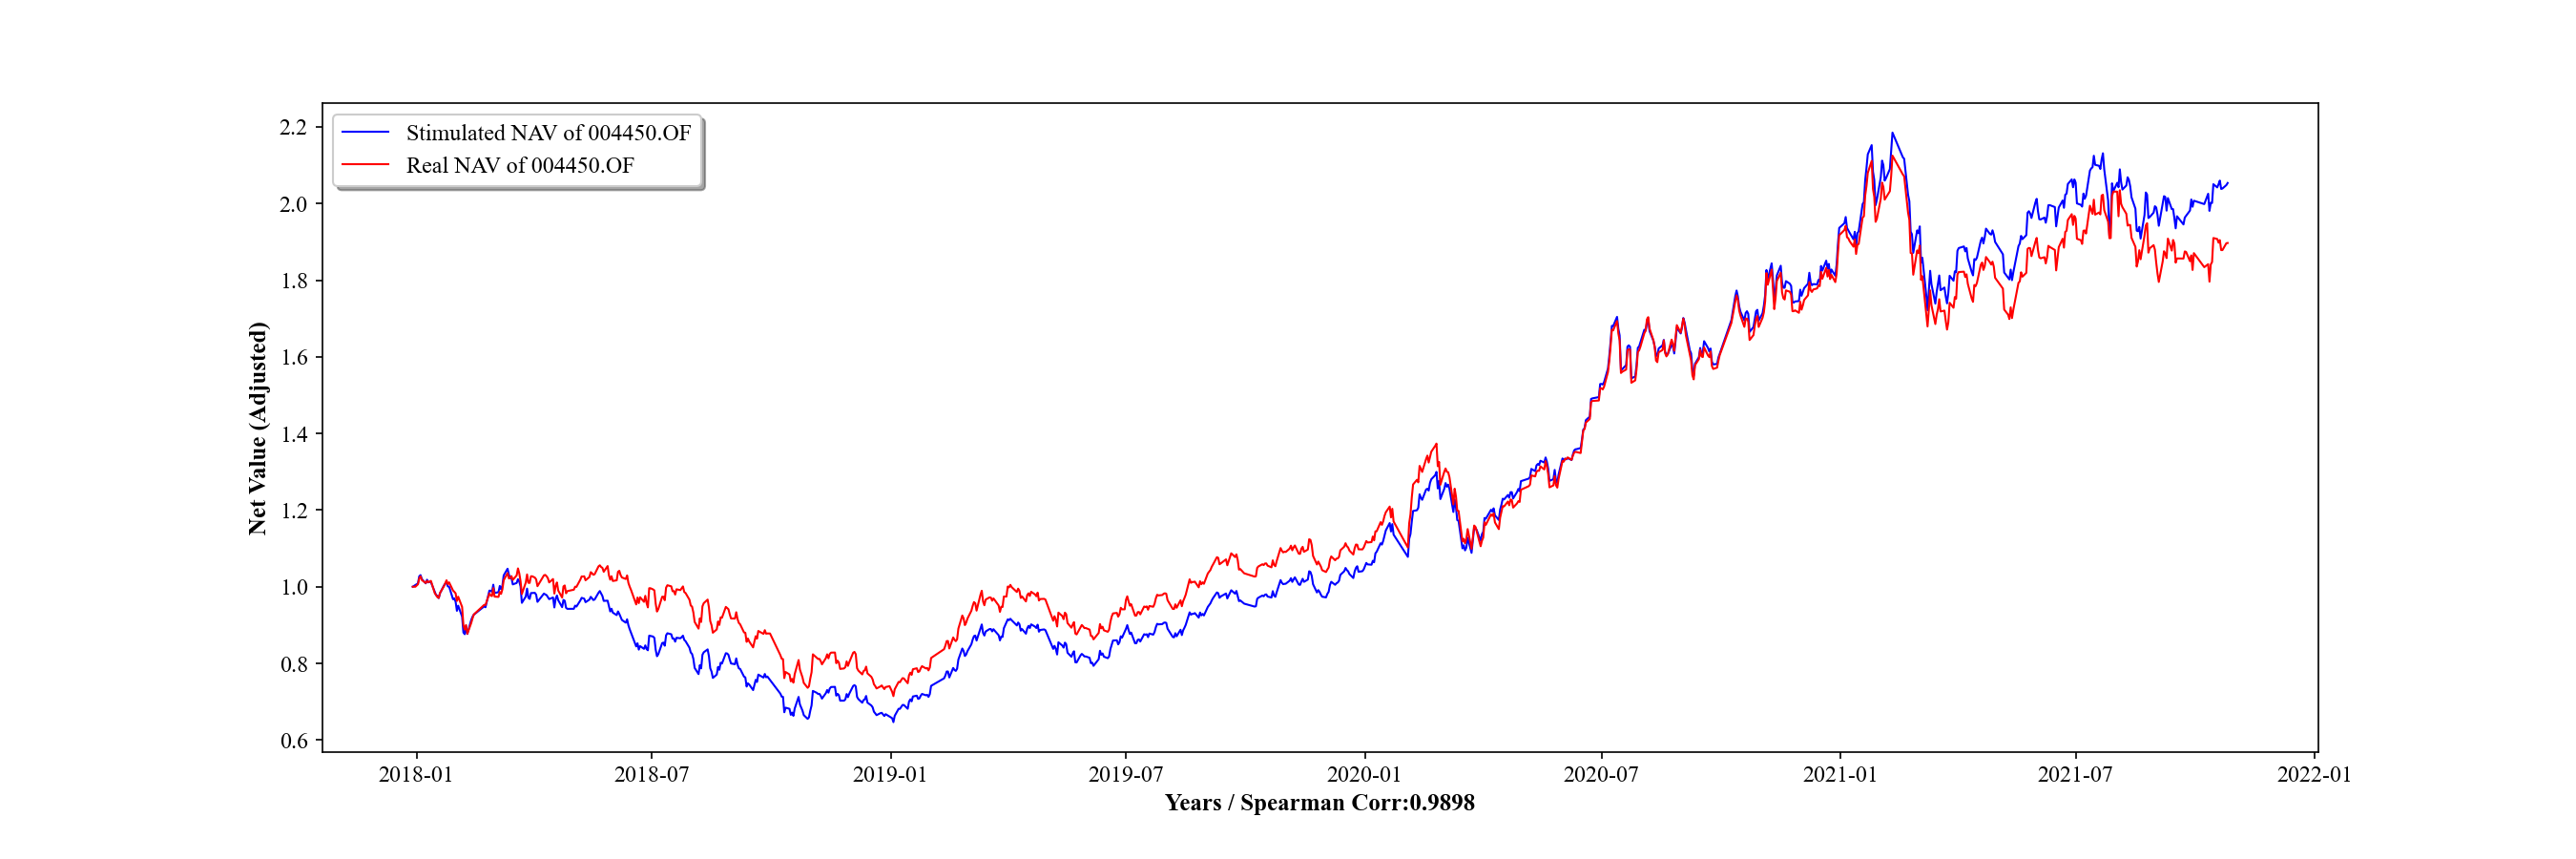 Stimulated NAV of 004450.OF
Real NAV of 004450.OF
Net Value (Adjusted)
2.2
2.0
1.8
1.6
1.4
1.2
1.0
0.8
0.6
2018-01 2018-07 2019-01 2019-07 2020-01 2020-07 2021-01 2021-07 2022-01
Years / Spearman Corr:0.9898